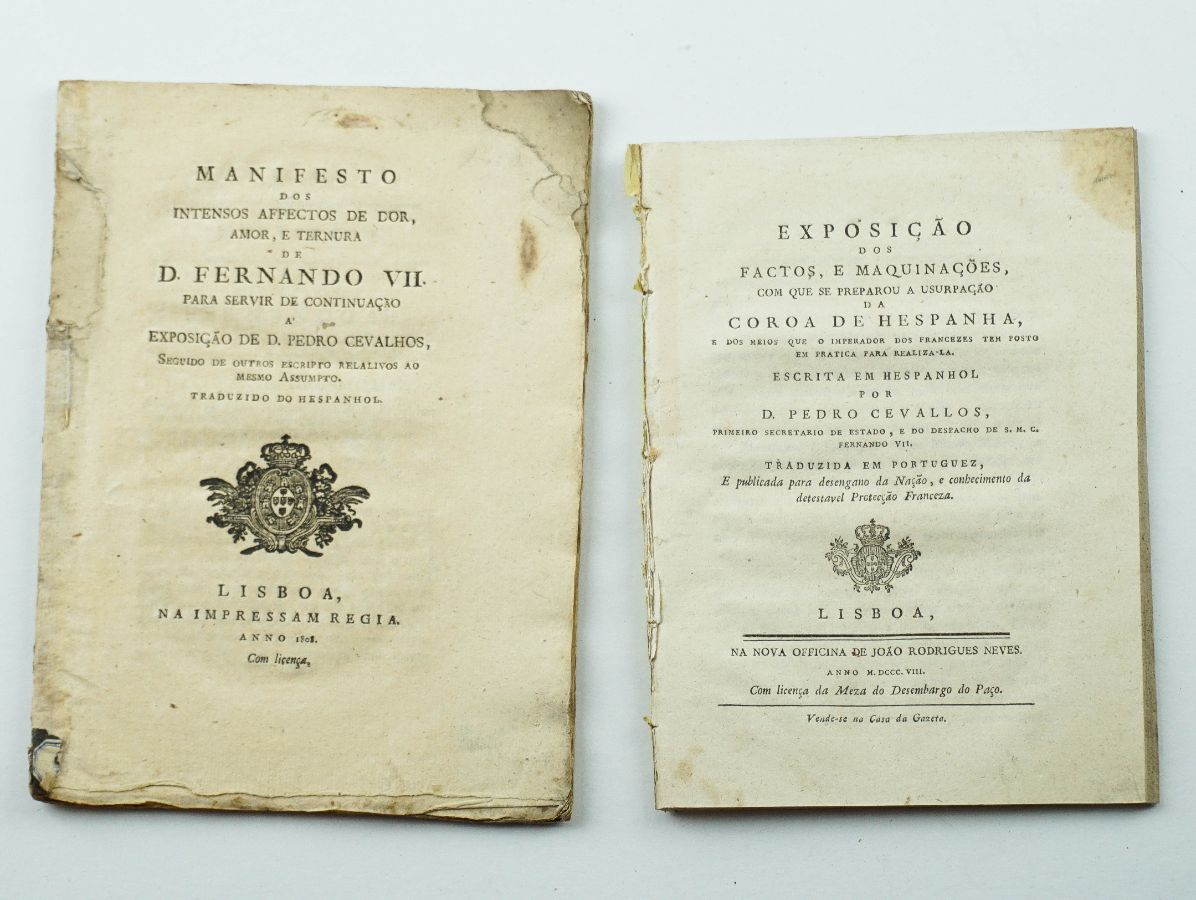 MANIFESTO
DOS
INTENSOS AFFECTOS DE DOR,
AMOR, E TERNURA
DE
D. FERNANDO VII.
PARA SERVIR DE CONTINUAÇÃO
A'
EXPOSIÇÃO DE D. PEDRO CEVALHOS,
SEGUIDO DE OUTROS ESCRIPTO RELALIVOS AO
MESMO ASSUMPTO.
TRADUZIDO DO HESPANHOL.
LISBOA,
NA IMPRESSAM REGIA.
ANNO 1808.
Com licença.
EXPOSIÇÃO
DOS
FACTOS, E MAQUINAÇÕES,
COM QUE SE PREPAROU A USURPAÇÃO
DA
COROA DE HESPANHA,
E DOS MEIOS QUE O IMPERADOR DOS FRANCEZES TEM POSTO
EM PRATICA PARA REALIZA-LA.
ESCRITA EM HESPANHOL
POR
D. PEDRO CEVALLOS,
PRIMEIRO SECRETARIO DE ESTADO, E DO DESPACHO DE S. M. C.
FERNANDO VII.
TRADUZIDA EM PORTUGUEZ,
E publicada para desengano da Nação, e conhecimento da
detestavel Protecção Franceza.
LISBOA,
NA NOVA OFFICINA DE JOÃO RODRIGUES NEVES.
ANNO M. DCCC. VIII.
Com licença da Meza do Desembargo do Paço.
Vende-se na Casa da Gazeta.